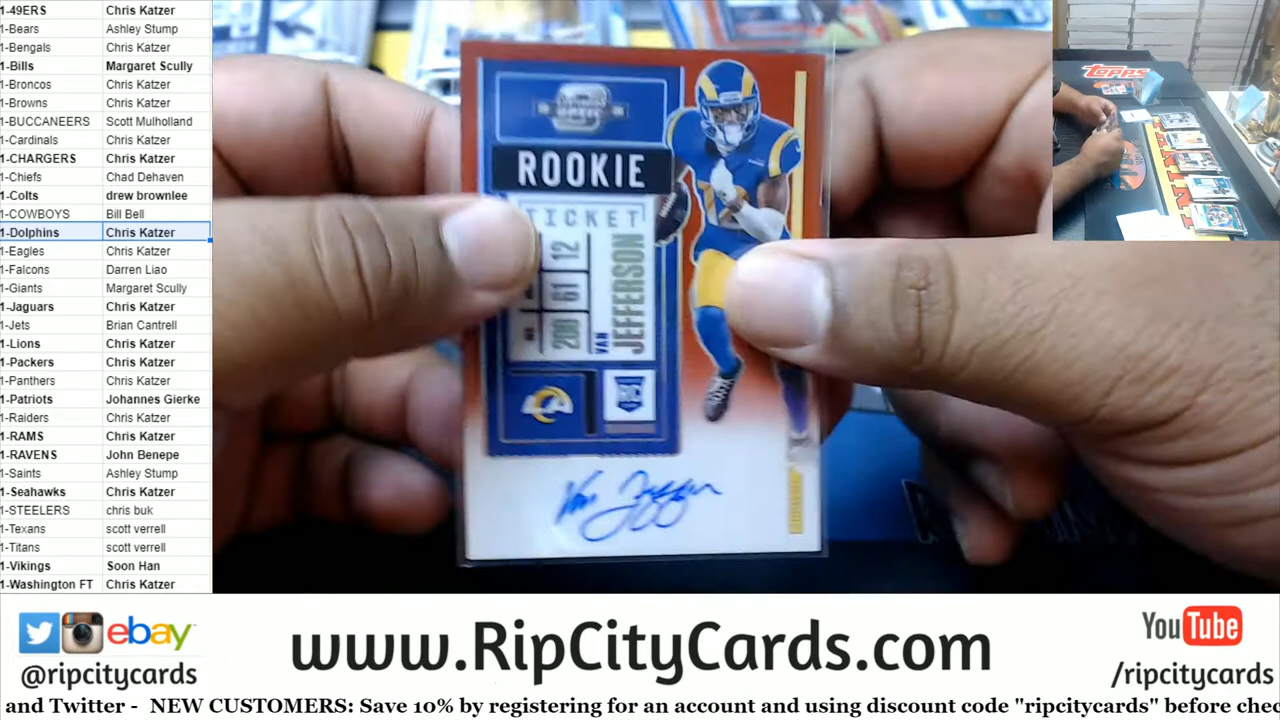 1-49ERS Chris Katzer
1-Bears Ashley Stump
1-Bengals Chris Katzer
1-Bills Margaret Scully
1-Broncos Chris Katzer
1-Browns Chris Katzer
1-BUCCANEERS Scott Mulholland
1-Cardinals Chris Katzer
1-CHARGERS Chris Katzer
1-Chiefs Chad Dehaven
1-Colts drew brownlee
1-COWBOYS Bill Bell
1-Dolphins Chris Katzer
1-Eagles Chris Katzer
1-Falcons Darren Liao
1-Giants Margaret Scully
1-Jaguars Chris Katzer
1-Jets Brian Cantrell
1-Lions Chris Katzer
1-Packers Chris Katzer
1-Panthers Chris Katzer
1-Patriots Johannes Gierke
1-Raiders Chris Katzer
1-RAMS Chris Katzer
1-RAVENS John Benepe
1-Saints Ashley Stump
1-Seahawks Chris Katzer
1-STEELERS chris buk
1-Texans scott verrell
1-Titans scott verrell
1-Vikings Soon Han
1-Washington FT Chris Katzer
ROOKIE
TICKET
12
61
200
VAN
JEFFERSON
RC
Van Jefferson
topps
PANINI
ebay
@ripcitycards
www.RipCityCards.com
YouTube
/ripcitycards
and Twitter - NEW CUSTOMERS: Save 10% by registering for an account and using discount code "ripcitycards" before chec